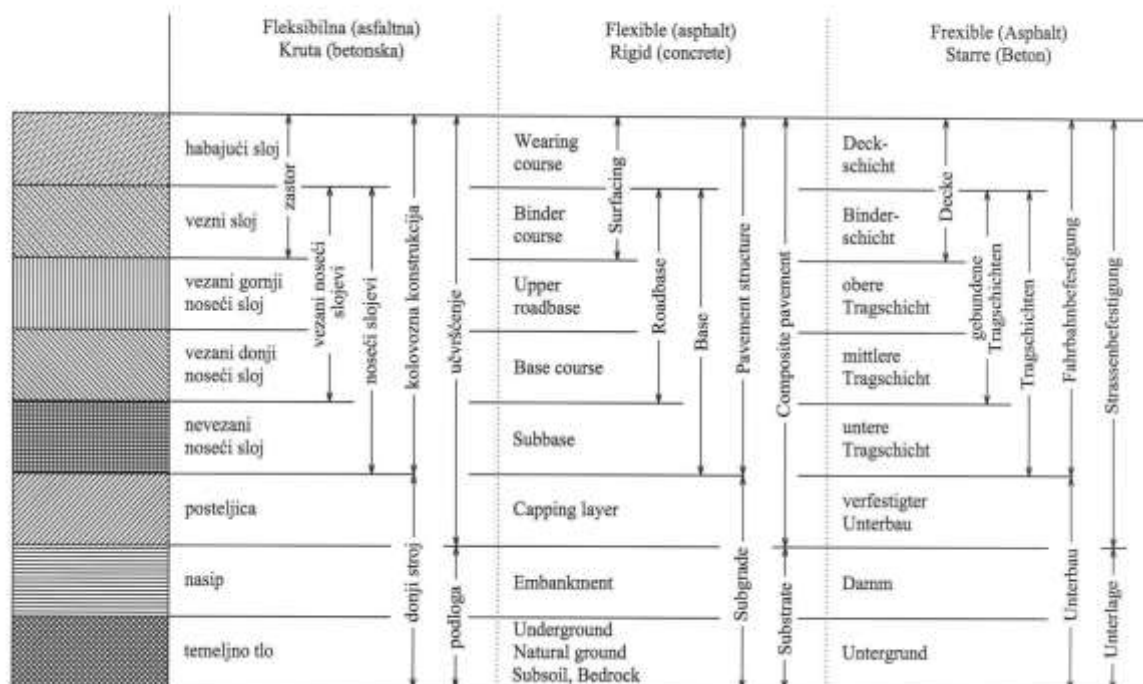 Fleksibilna (asfaltna)
Kruta (betonska)
Flexible (asphalt)
Rigid (concrete)
Frexible (Asphalt)
Starre (Beton)
habajući sloj
vezni sloj
vezani gornji
noseći sloj
vezani donji
noseći sloj
nevezani
noseći sloj
posteljica
nasip
temeljno tlo
zastor
vezani noseći
slojevi
noseći slojevi
kolovozna konstrukcija
donji stroj
učvršćenje
podloga
Wearing
course
Binder
course
Upper
roadbase
Base course
Subbase
Capping layer
Embankment
Underground
Natural ground
Subsoil, Bedrock
Surfacing
Roadbase
Base
Pavement structure
Subgrade
Composite pavement
Substrate
Deck-
schicht
Binder-
schicht
obere
Tragschicht
mittlere
Tragschicht
untere
Tragschicht
verfestigter
Unterbau
Damm
Untergrund
Decke
gebundene
Tragschichten
Tragschichten
Fahrbahnbefestigung
Unterbau
Strassenbefestigung
Unterlage